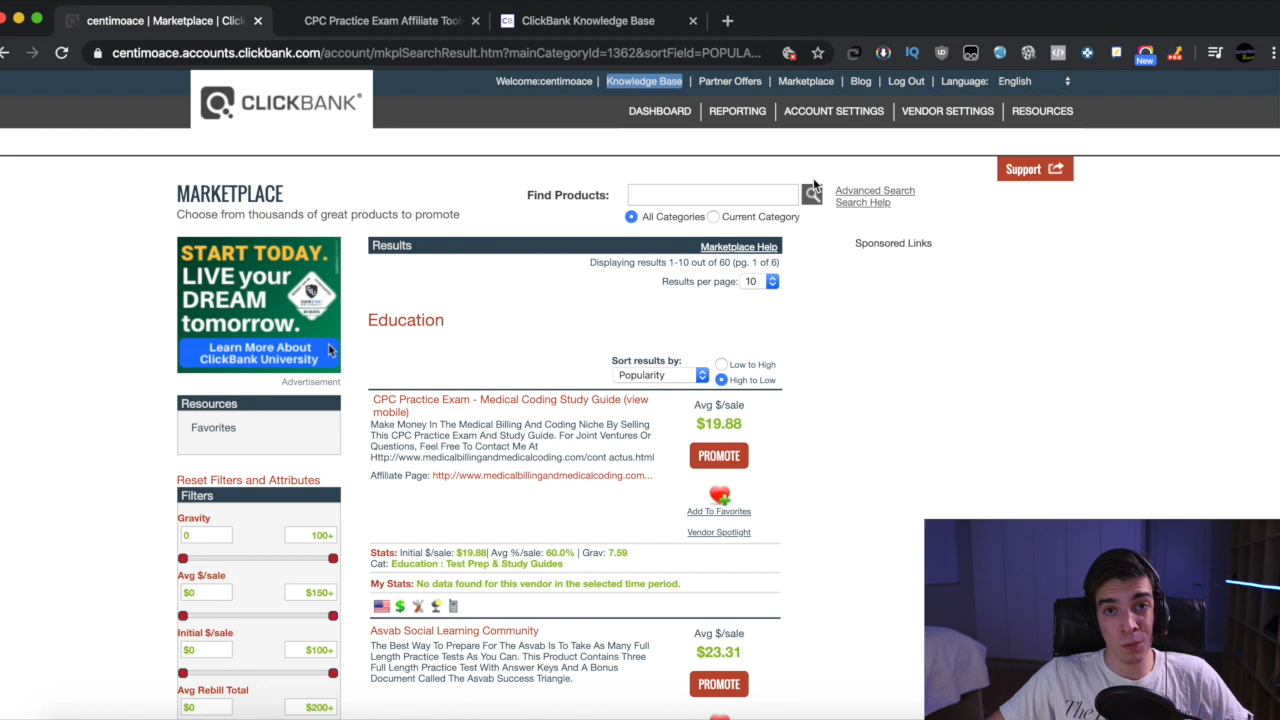 centimoace | Marketplace | Click
CPC Practice Exam Affiliate Tool
CB ClickBank Knowledge Base
centimoace.accounts.clickbank.com/account/mkplSearchResult.htm?mainCategoryId=1362&sortField=POPULA...
New
Welcome:centimoace | Knowledge Base | Partner Offers | Marketplace | Blog | Log Out | Language: English
CLICKBANK®
DASHBOARD | REPORTING | ACCOUNT SETTINGS | VENDOR SETTINGS | RESOURCES
Support
MARKETPLACE
Choose from thousands of great products to promote
Find Products:
Advanced Search
Search Help
All Categories Current Category
START TODAY.
LIVE your
DREAM
tomorrow.
Learn More About
ClickBank University
Advertisement
Results Marketplace Help
Sponsored Links
Displaying results 1-10 out of 60 (pg. 1 of 6)
Results per page: 10
Education
Sort results by:
Popularity
Low to High
High to Low
Resources
Favorites
CPC Practice Exam - Medical Coding Study Guide (view
mobile)
Make Money In The Medical Billing And Coding Niche By Selling
This CPC Practice Exam And Study Guide. For Joint Ventures Or
Questions, Feel Free To Contact Me At
Http://www.medicalbillingandmedicalcoding.com/cont actus.html
Affiliate Page: http://www.medicalbillingandmedicalcoding.com...
Avg $/sale
$19.88
PROMOTE
Add To Favorites
Vendor Spotlight
Stats: Initial $/sale: $19.88| Avg %/sale: 60.0% | Grav: 7.59
Cat: Education : Test Prep & Study Guides
My Stats: No data found for this vendor in the selected time period.
Reset Filters and Attributes
Filters
Gravity
0 100+
Avg $/sale
$0 $150+
Initial $/sale
$0 $100+
Avg Rebill Total
$0 $200+
Asvab Social Learning Community
The Best Way To Prepare For The Asvab Is To Take As Many Full
Length Practice Tests As You Can. This Product Contains Three
Full Length Practice Test With Answer Keys And A Bonus
Document Called The Asvab Success Triangle.
Avg $/sale
$23.31
PROMOTE
The